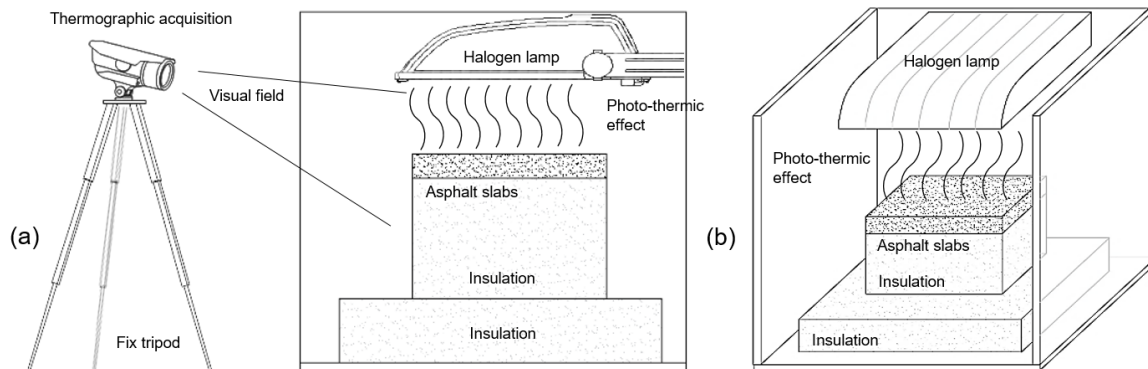 Thermographic acquisition
Visual field
(a)
Fix tripod
Halogen lamp
Photo-thermic
effect
Asphalt slabs
Insulation
Insulation
Halogen lamp
Photo-thermic
effect
(b)
Asphalt slabs
Insulation
Insulation